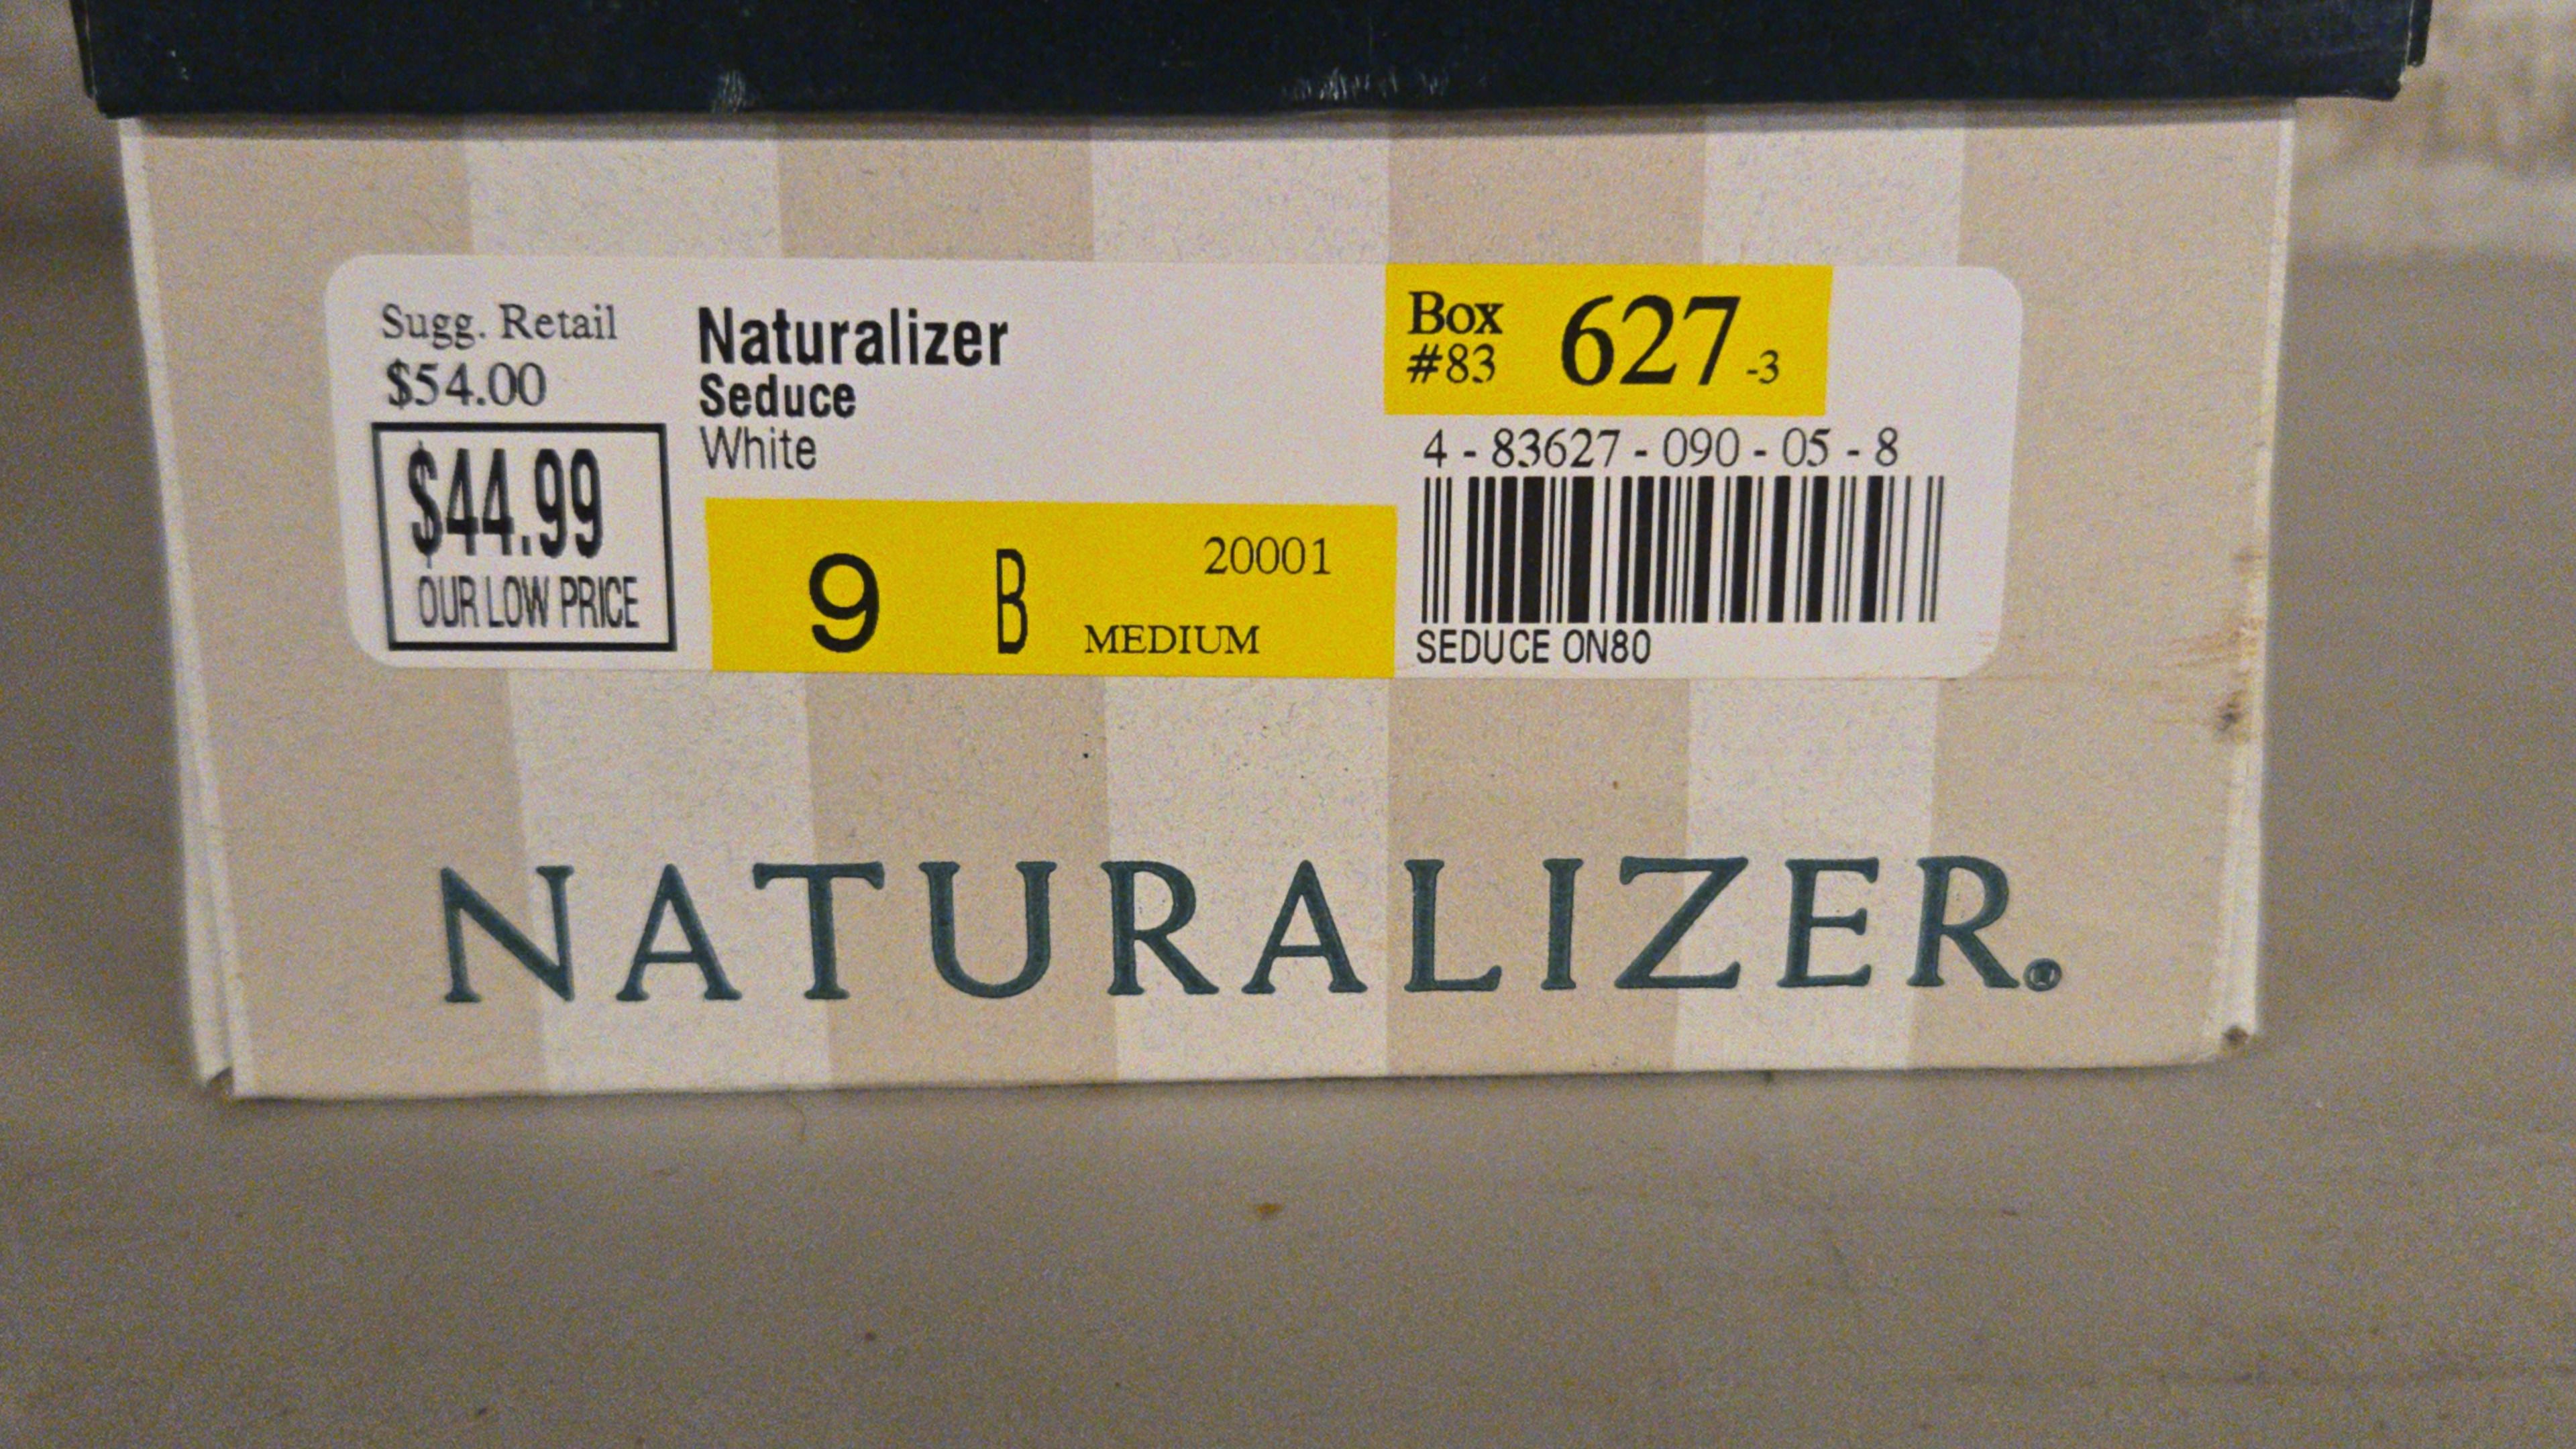 Sugg. Retail
$54.00
$44.99
OUR LOW PRICE
Naturalizer
Seduce
White
9 B MEDIUM 20001
Box #83 627-3
4 - 83627 - 090 - 05 - 8
SEDUCE ON80
NATURALIZER®